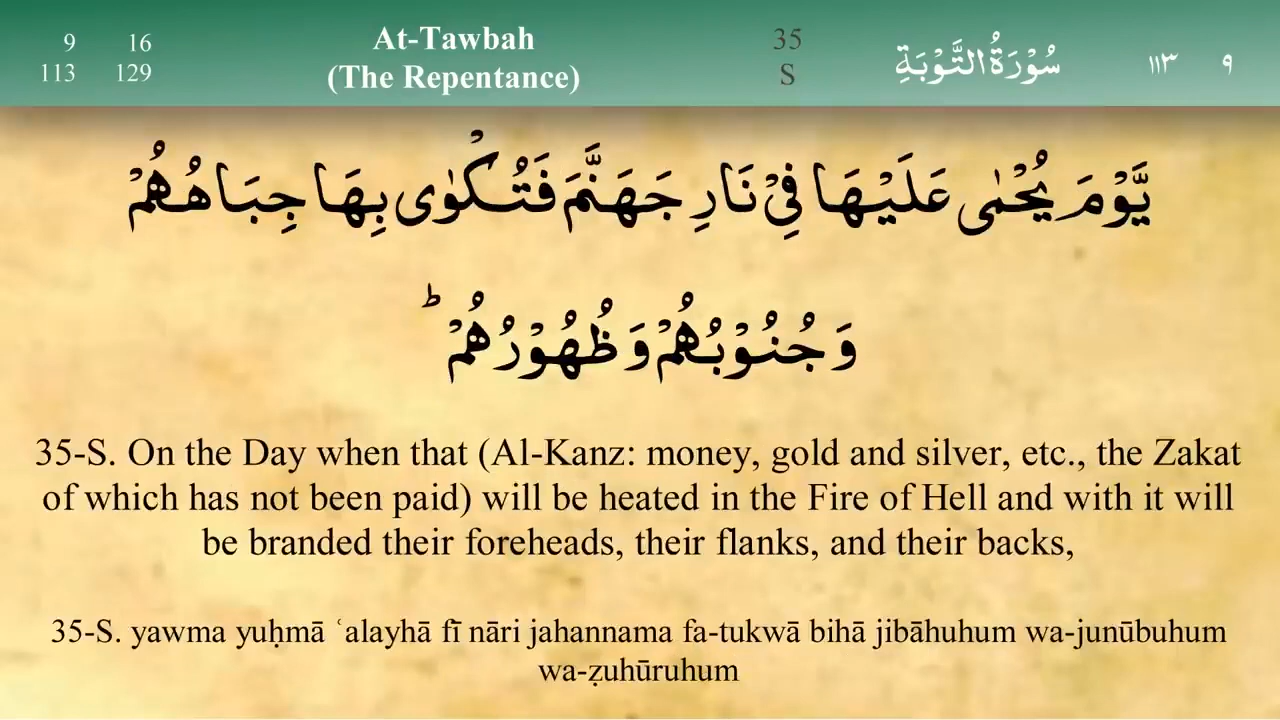 9 16
113 129
At-Tawbah
(The Repentance)
35
S
سُوْرَةُ التَّوْبَةِ
١١٣ ٩
يَّوْمَ يُحْمٰى عَلَيْهَا فِيْ نَارِ جَهَنَّمَ فَتُكْوٰى بِهَا جِبَاهُهُمْ
وَجُنُوْبُهُمْ وَظُهُوْرُهُمْ ؕ
35-S. On the Day when that (Al-Kanz: money, gold and silver, etc., the Zakat
of which has not been paid) will be heated in the Fire of Hell and with it will
be branded their foreheads, their flanks, and their backs,
35-S. yawma yuḥmā ʿalayhā fī nāri jahannama fa-tukwā bihā jibāhuhum wa-junūbuhum
wa-ẓuhūruhum